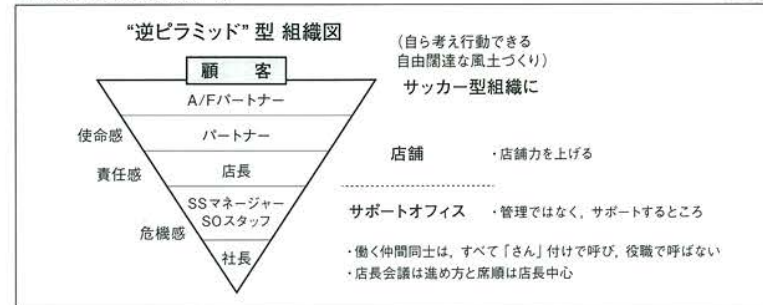 “逆ピラミッド”型 組織図
顧　客
A/Fパートナー
パートナー
店長
SSマネージャー
SOスタッフ
社長
使命感
責任感
危機感
（自ら考え行動できる
自由闊達な風土づくり）
サッカー型組織に
店舗　・店舗力を上げる
サポートオフィス　・管理ではなく，サポートするところ
・働く仲間同士は，すべて「さん」付けで呼び，役職で呼ばない
・店長会議は進め方と席順は店長中心